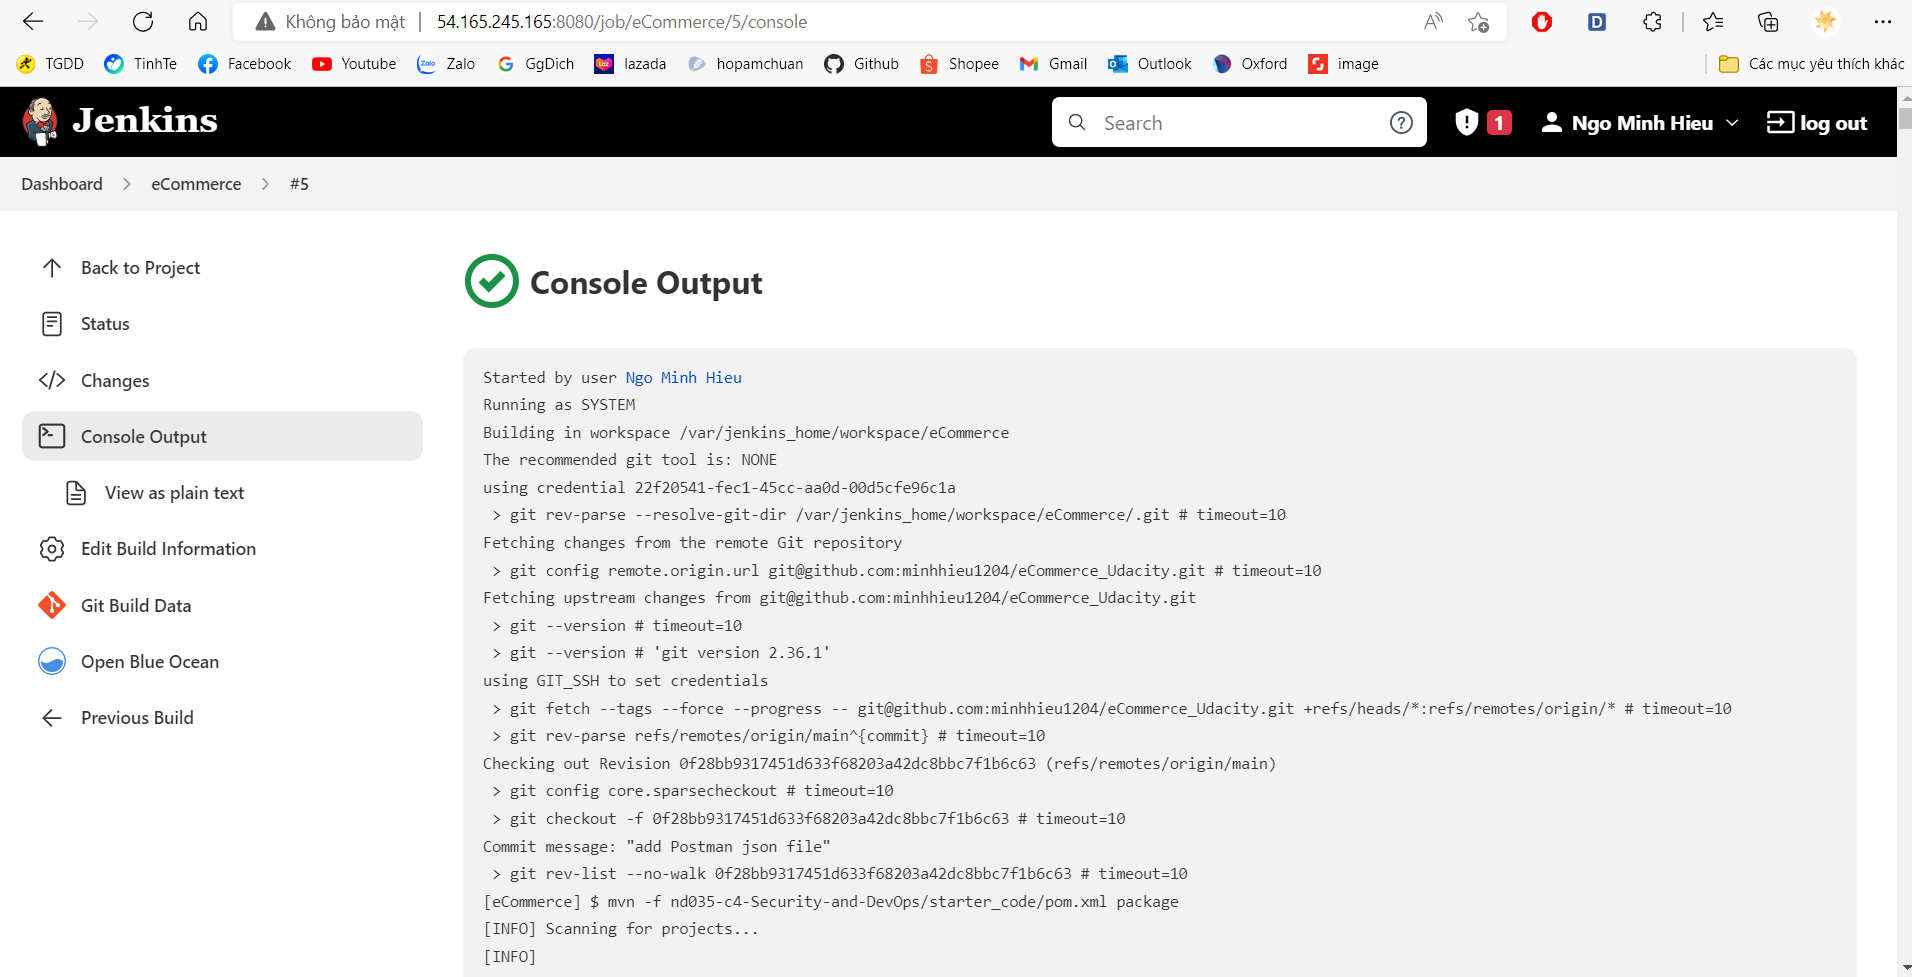 Không bảo mật | 54.165.245.165:8080/job/eCommerce/5/console
TGDD TinhTe Facebook Youtube Zalo GgDich lazada hopamchuan Github Shopee Gmail Outlook Oxford image Các mục yêu thích khác
Jenkins Search 1 Ngo Minh Hieu log out
Dashboard eCommerce #5
Back to Project
Status
Changes
Console Output
View as plain text
Edit Build Information
Git Build Data
Open Blue Ocean
Previous Build
Console Output
Started by user Ngo Minh Hieu
Running as SYSTEM
Building in workspace /var/jenkins_home/workspace/eCommerce
The recommended git tool is: NONE
using credential 22f20541-fec1-45cc-aa0d-00d5cfe96c1a
> git rev-parse --resolve-git-dir /var/jenkins_home/workspace/eCommerce/.git # timeout=10
Fetching changes from the remote Git repository
> git config remote.origin.url git@github.com:minhhieu1204/eCommerce_Udacity.git # timeout=10
Fetching upstream changes from git@github.com:minhhieu1204/eCommerce_Udacity.git
> git --version # timeout=10
> git --version # 'git version 2.36.1'
using GIT_SSH to set credentials
> git fetch --tags --force --progress -- git@github.com:minhhieu1204/eCommerce_Udacity.git +refs/heads/*:refs/remotes/origin/* # timeout=10
> git rev-parse refs/remotes/origin/main^{commit} # timeout=10
Checking out Revision 0f28bb9317451d633f68203a42dc8bbc7f1b6c63 (refs/remotes/origin/main)
> git config core.sparsecheckout # timeout=10
> git checkout -f 0f28bb9317451d633f68203a42dc8bbc7f1b6c63 # timeout=10
Commit message: "add Postman json file"
> git rev-list --no-walk 0f28bb9317451d633f68203a42dc8bbc7f1b6c63 # timeout=10
[eCommerce] $ mvn -f nd035-c4-Security-and-DevOps/starter_code/pom.xml package
[INFO] Scanning for projects...
[INFO]